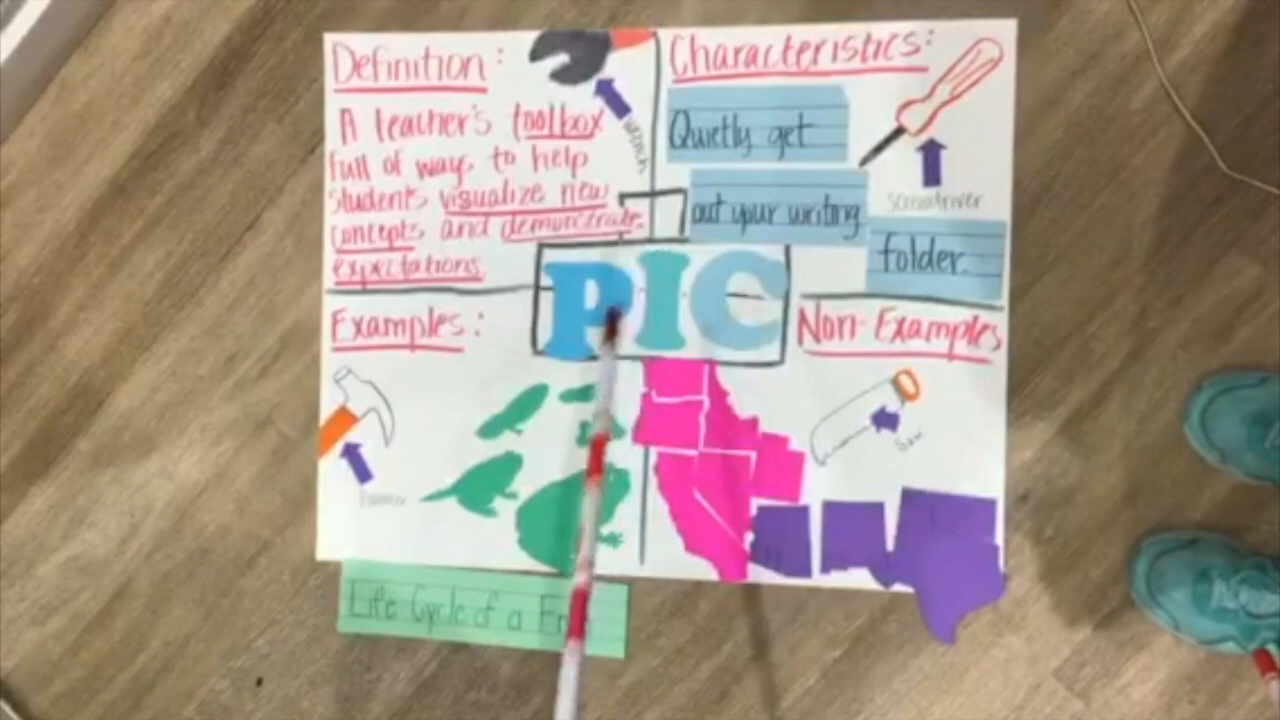 Definition:
A teacher's toolbox
full of ways to help
students visualize new
concepts and demonstrate
expectations.
wrench
Characteristics:
Quietly get
out your writing
folder.
screwdriver
PIC
Examples:
hammer
Life Cycle of a
Non-Examples
Saw